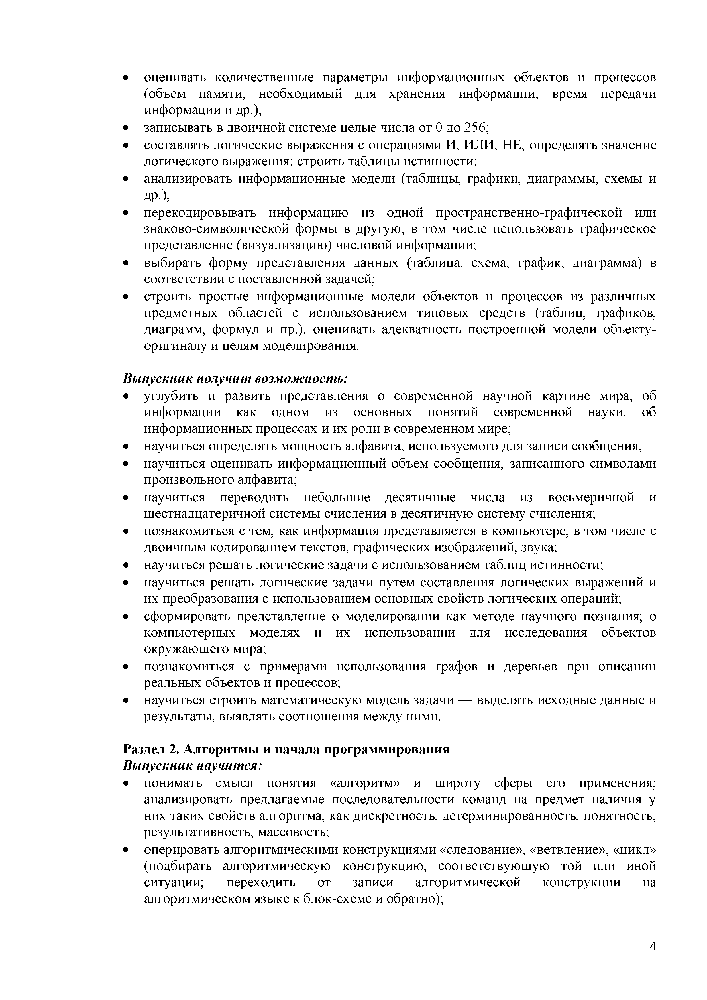 • оценивать количественные параметры информационных объектов и процессов
(объем памяти, необходимый для хранения информации; время передачи
информации и др.);
• записывать в двоичной системе целые числа от 0 до 256;
• составлять логические выражения с операциями И, ИЛИ, НЕ; определять значение
логического выражения; строить таблицы истинности;
• анализировать информационные модели (таблицы, графики, диаграммы, схемы и
др.);
• перекодировывать информацию из одной пространственно-графической или
знаково-символической формы в другую, в том числе использовать графическое
представление (визуализацию) числовой информации;
• выбирать форму представления данных (таблица, схема, график, диаграмма) в
соответствии с поставленной задачей;
• строить простые информационные модели объектов и процессов из различных
предметных областей с использованием типовых средств (таблиц, графиков,
диаграмм, формул и пр.), оценивать адекватность построенной модели объекту-
оригиналу и целям моделирования.
Выпускник получит возможность:
• углубить и развить представления о современной научной картине мира, об
информации как одном из основных понятий современной науки, об
информационных процессах и их роли в современном мире;
• научиться определять мощность алфавита, используемого для записи сообщения;
• научиться оценивать информационный объем сообщения, записанного символами
произвольного алфавита;
• научиться переводить небольшие десятичные числа из восьмеричной и
шестнадцатеричной системы счисления в десятичную систему счисления;
• познакомиться с тем, как информация представляется в компьютере, в том числе с
двоичным кодированием текстов, графических изображений, звука;
• научиться решать логические задачи с использованием таблиц истинности;
• научиться решать логические задачи путем составления логических выражений и
их преобразования с использованием основных свойств логических операций;
• сформировать представление о моделировании как методе научного познания; о
компьютерных моделях и их использовании для исследования объектов
окружающего мира;
• познакомиться с примерами использования графов и деревьев при описании
реальных объектов и процессов;
• научиться строить математическую модель задачи — выделять исходные данные и
результаты, выявлять соотношения между ними.
Раздел 2. Алгоритмы и начала программирования
Выпускник научится:
• понимать смысл понятия «алгоритм» и широту сферы его применения;
анализировать предлагаемые последовательности команд на предмет наличия у
них таких свойств алгоритма, как дискретность, детерминированность, понятность,
результативность, массовость;
• оперировать алгоритмическими конструкциями «следование», «ветвление», «цикл»
(подбирать алгоритмическую конструкцию, соответствующую той или иной
ситуации; переходить от записи алгоритмической конструкции на
алгоритмическом языке к блок-схеме и обратно);
4